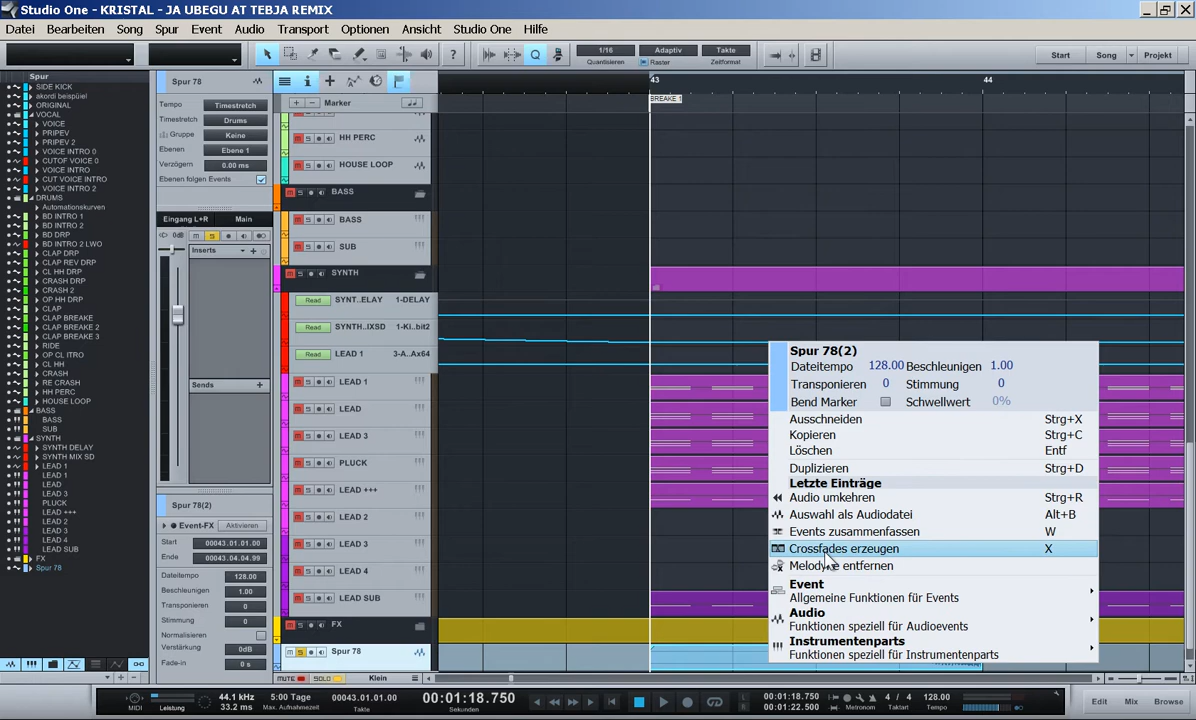 Studio One - KRISTAL - JA UBEGU AT TEBJA REMIX
Datei Bearbeiten Song Spur Event Audio Transport Optionen Ansicht Studio One Hilfe
1/16 Quantisieren Adaptiv Raster Takte Zeitformat Start Song Projekt
Spur
SIDE KICK
akordi beispüiel
ORIGINAL
VOCAL
VOICE
PRIPEV
PRIPEV 2
VOICE INTRO 0
CUTOF VOICE 0
VOICE INTRO
CUT VOICE INTRO
VOICE INTRO 2
DRUMS
Automationskurven
BD INTRO 1
BD INTRO 2
BD DRP
BD INTRO 2 LWO
CLAP DRP
CLAP REV DRP
CL HH DRP
CRASH DRP
CRASH 2
OP HH DRP
CLAP
CLAP BREAKE
CLAP BREAKE 2
CLAP BREAKE 3
RIDE
OP CL ITRO
CRASH
RE CRASH
HH PERC
HOUSE LOOP
BASS
BASS
SUB
SYNTH
SYNTH DELAY
SYNTH MIX SD
LEAD 1
LEAD 1
LEAD
LEAD 3
PLUCK
LEAD +++
LEAD 2
LEAD 3
LEAD 4
LEAD SUB
FX
Spur 78
Spur 78
Tempo Timestretch
Timestretch Drums
Gruppe Keine
Ebenen Ebene 1
Verzögern 0.00 ms
Ebenen folgen Events
Eingang L+R Main
0dB
Inserts
Sends
Spur 78(2)
Event-FX Aktivieren
Start 00043.01.01.00
Ende 00043.04.04.99
Dateitempo 128.00
Beschleunigen 1.00
Transponieren 0
Stimmung 0
Normalisieren
Verstärkung 0dB
Fade-in 0 s
Marker
43 44
BREAKE 1
HH PERC
HOUSE LOOP
BASS
BASS
SUB
SYNTH
Read SYNT..ELAY 1-DELAY
Read SYNTH..IXSD 1-Ki..bit2
Read LEAD 1 3-A..Ax64
LEAD 1
LEAD
LEAD 3
PLUCK
LEAD +++
LEAD 2
LEAD 3
LEAD 4
LEAD SUB
FX
Spur 78
Spur 78(2)
Dateitempo 128.00 Beschleunigen 1.00
Transponieren 0 Stimmung 0
Bend Marker Schwellwert 0%
Ausschneiden Strg+X
Kopieren Strg+C
Löschen Entf
Duplizieren Strg+D
Letzte Einträge
Audio umkehren Strg+R
Auswahl als Audiodatei Alt+B
Events zusammenfassen W
Crossfades erzeugen X
Melodyne entfernen
Event
Allgemeine Funktionen für Events
Audio
Funktionen speziell für Audioevents
Instrumentenparts
Funktionen speziell für Instrumentenparts
MUTE SOLO Klein
MIDI Leistung 44.1 kHz 33.2 ms 5:00 Tage Max. Aufnahmezeit 00043.01.01.00 Takte 00:01:18.750 Sekunden
00:01:18.750 00:01:22.500 Metronom 4 / 4 Taktart 128.00 Tempo Edit Mix Browse